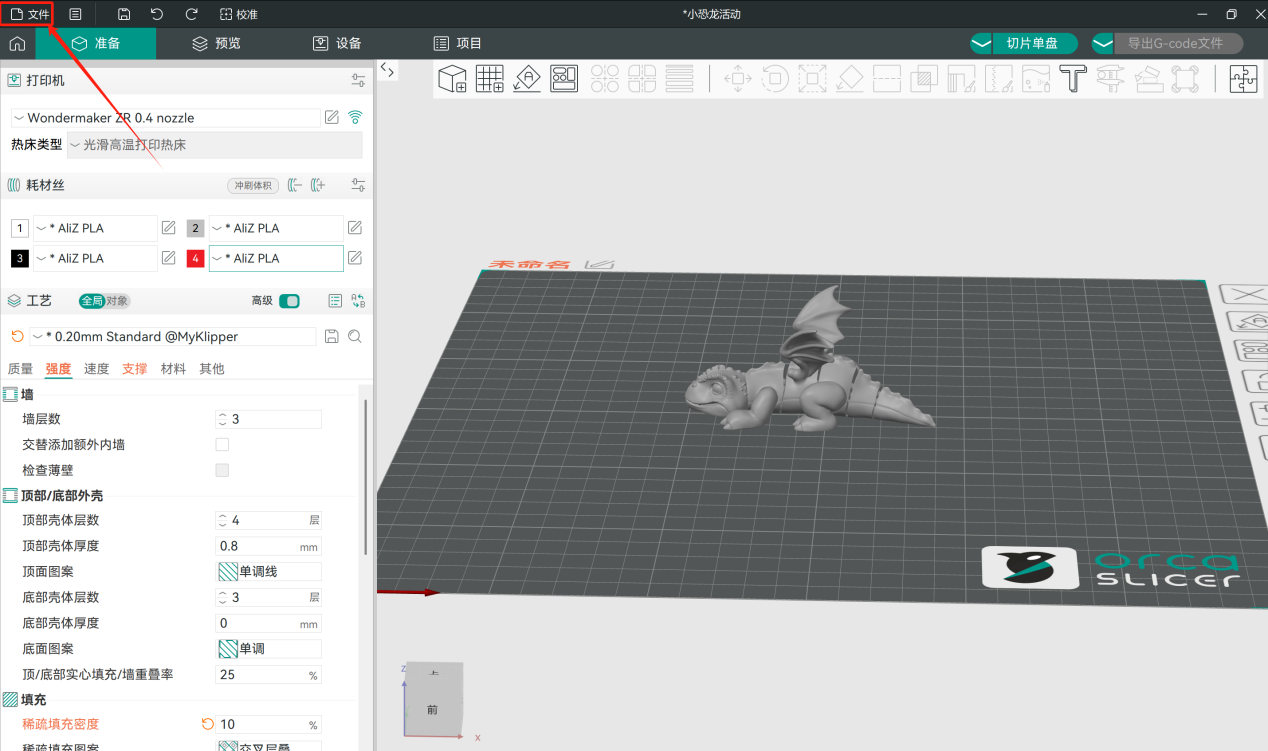 文件 校准 *小恐龙活动
准备 预览 设备 项目 切片单盘 导出G-code文件
打印机
Wondermaker ZR 0.4 nozzle
热床类型 光滑高温打印热床
耗材丝 冲刷体积
1 * AliZ PLA 2 * AliZ PLA
3 * AliZ PLA 4 * AliZ PLA
未命名
工艺 全局 对象 高级
* 0.20mm Standard @MyKlipper
质量 强度 速度 支撑 材料 其他
墙
墙层数 3
交替添加额外内墙
检查薄壁
顶部/底部外壳
顶部壳体层数 4 层
顶部壳体厚度 0.8 mm
顶面图案 单调线
底部壳体层数 3 层
底部壳体厚度 0 mm
底面图案 单调
顶/底部实心填充/墙重叠率 25 %
填充
稀疏填充密度 10 %
稀疏填充图案 交叉层叠
orca
SLICER
Z
前
X